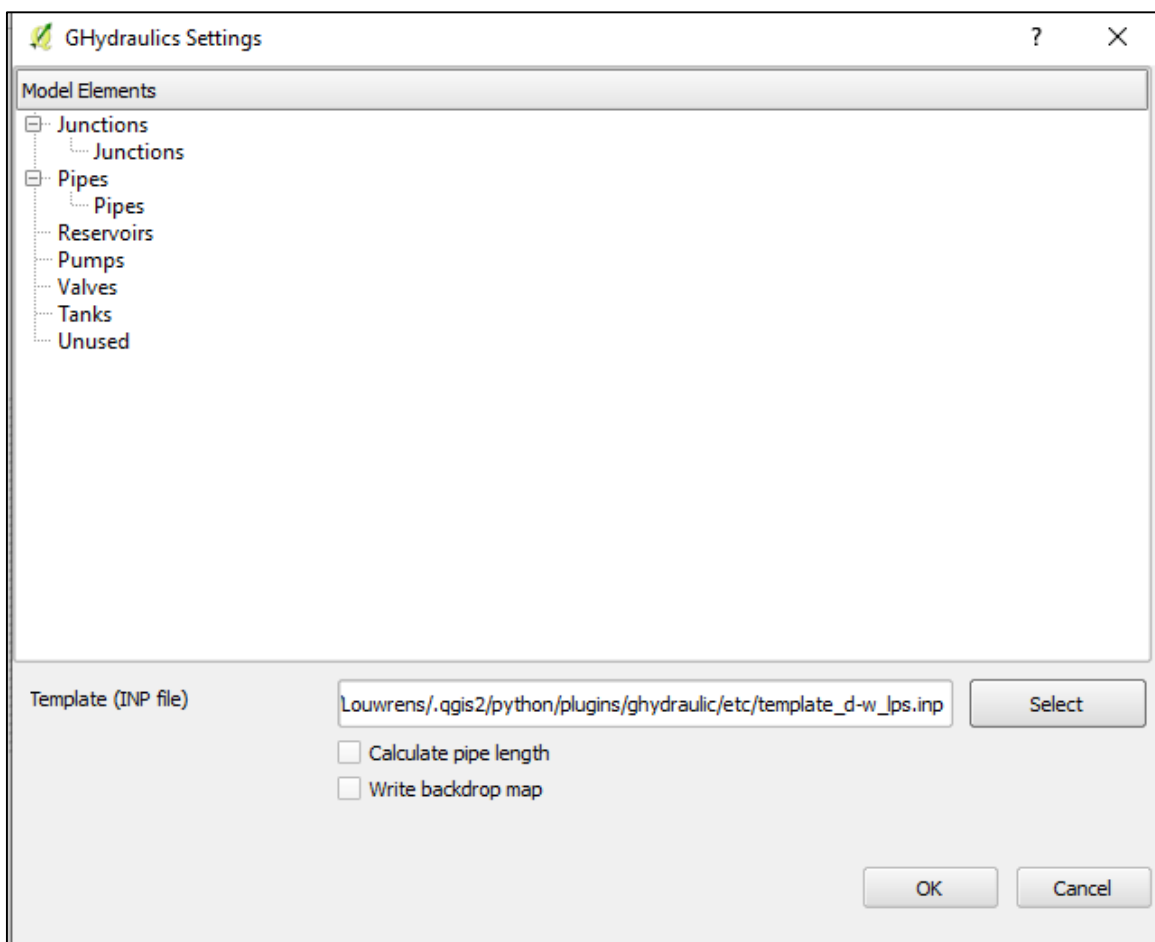 GHydraulics Settings ? X
Model Elements
Junctions
Junctions
Pipes
Pipes
Reservoirs
Pumps
Valves
Tanks
Unused
Template (INP file) Louwrens/.qgis2/python/plugins/ghydraulic/etc/template_d-w_lps.inp Select
Calculate pipe length
Write backdrop map
OK Cancel